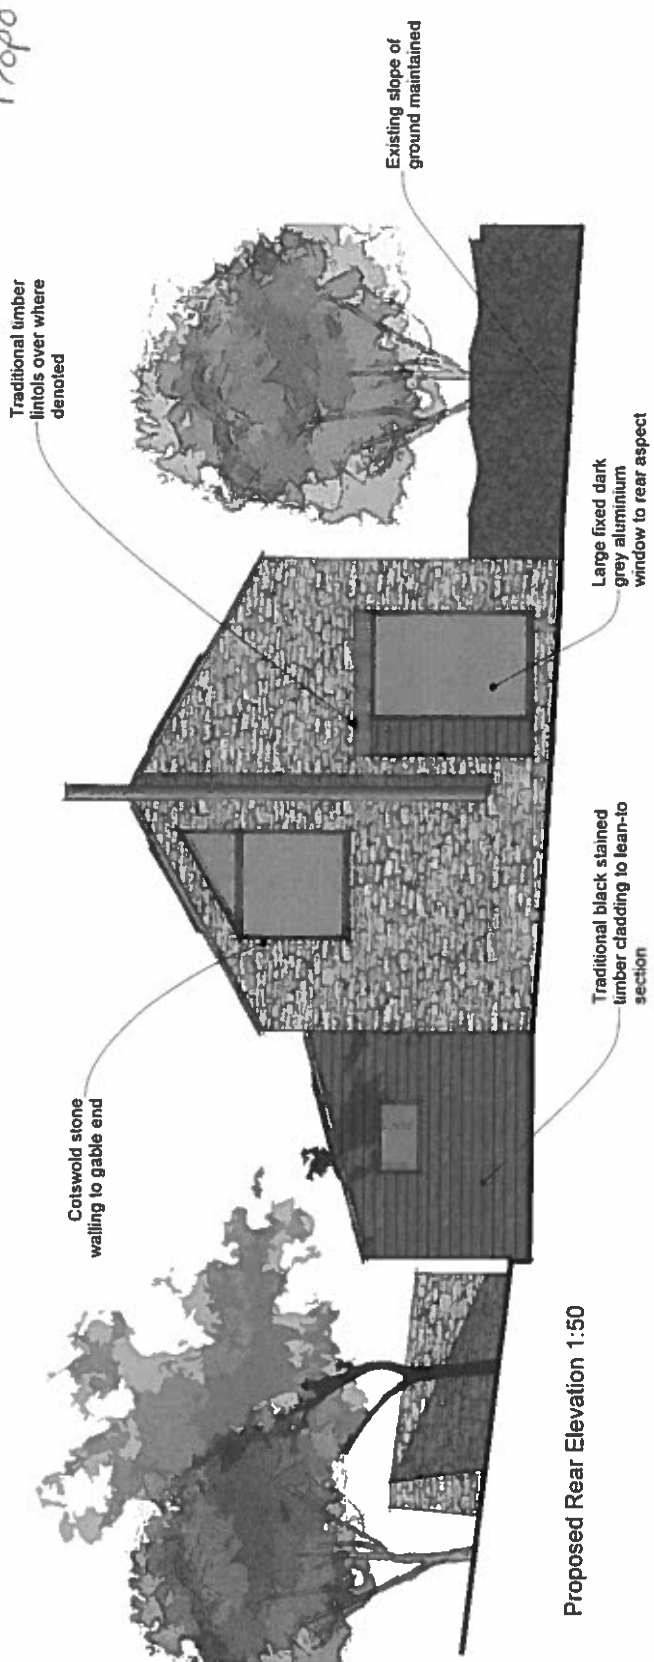 Cotswold stone
walling to gable end
Traditional timber
lintols over where
denoted
Existing slope of
ground maintained
Traditional black stained
timber cladding to lean-to
section
Large fixed dark
grey aluminium
window to rear aspect
Proposed Rear Elevation 1:50